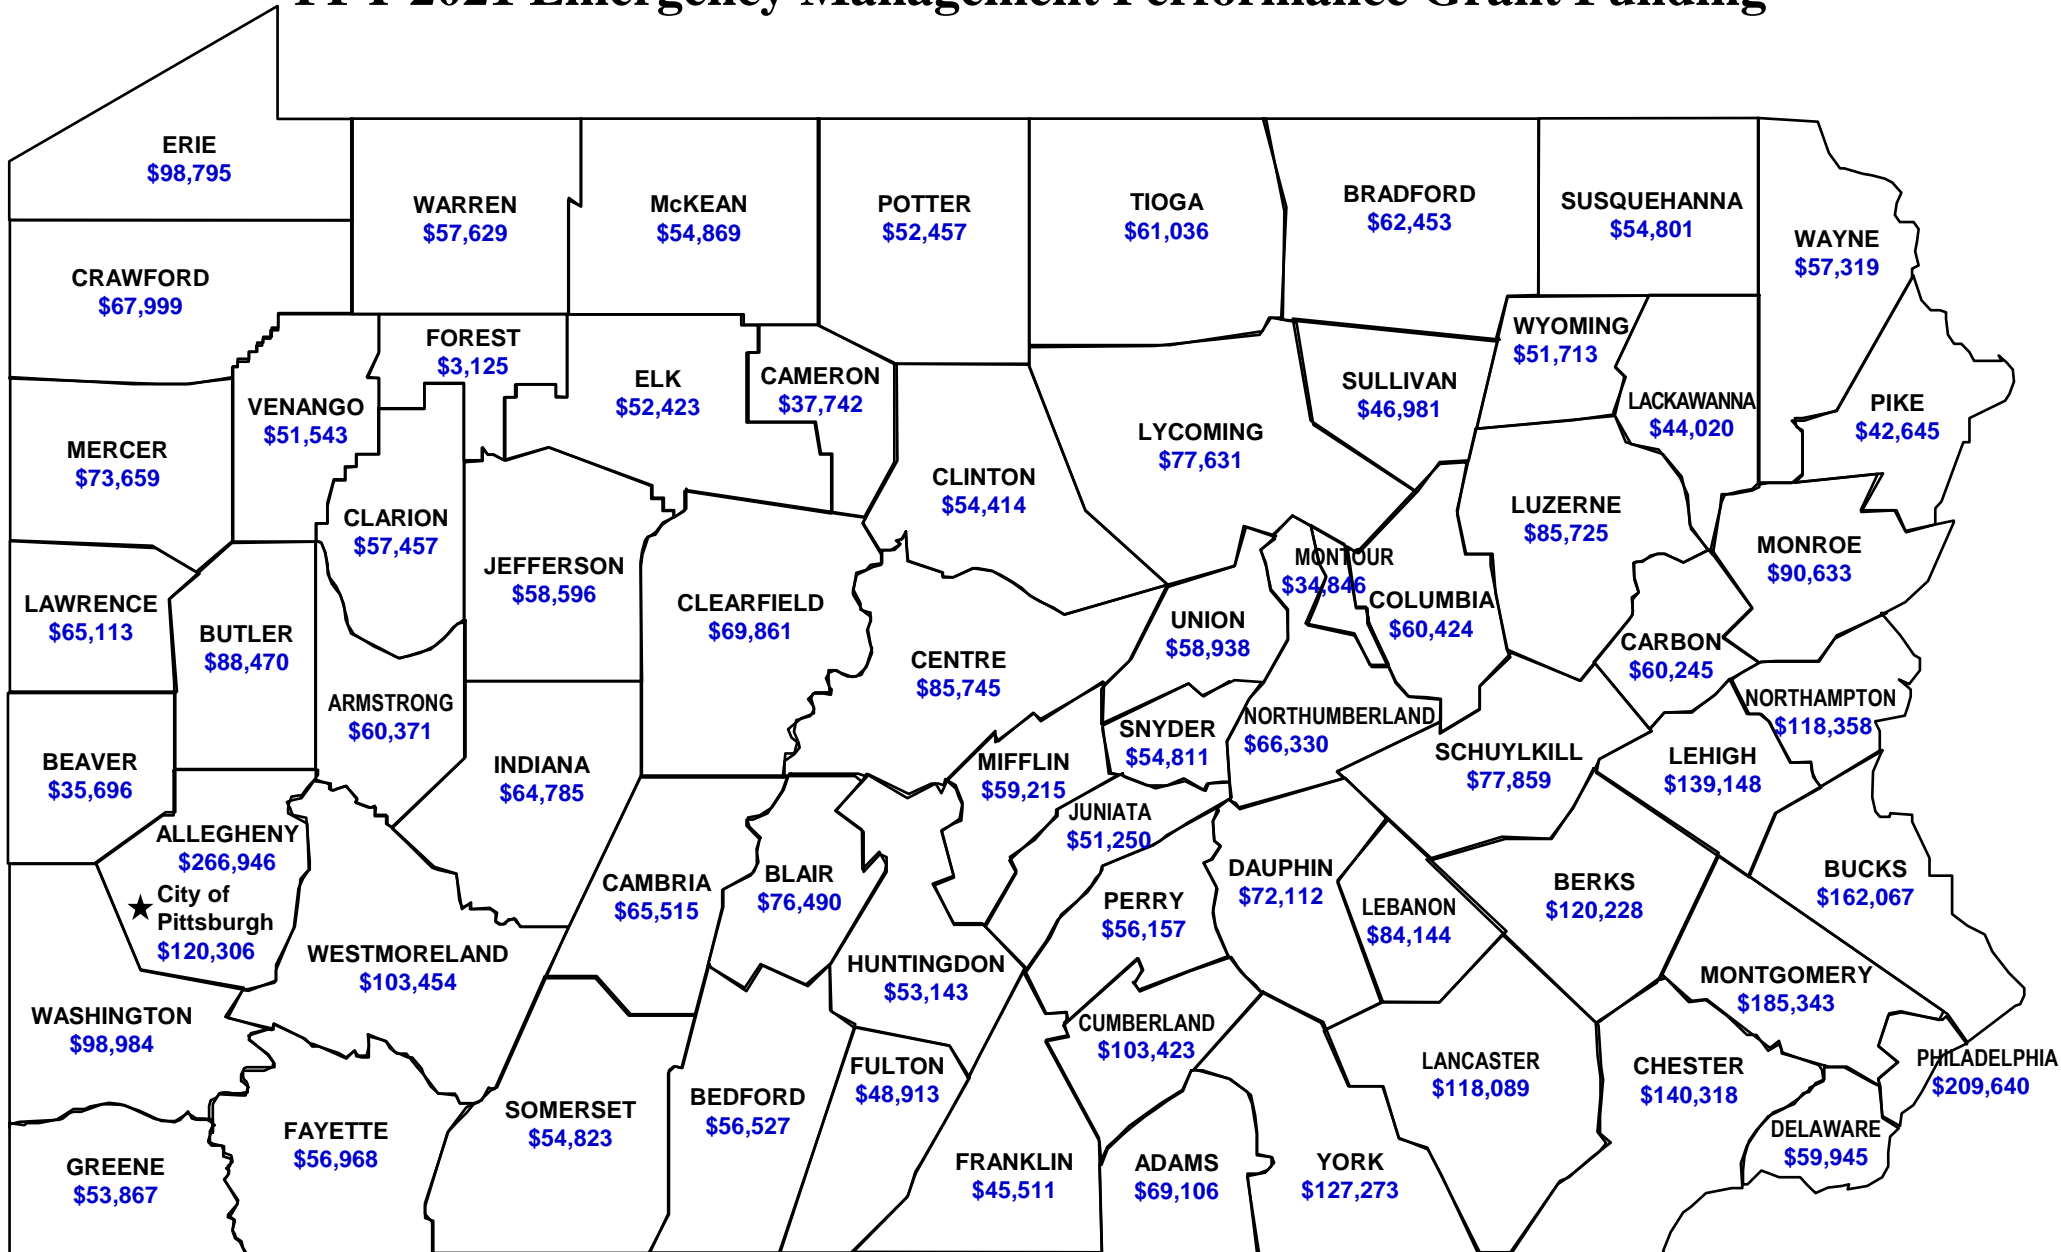 2021 Emergency Management Performance Grant Funding
ERIE
$98,795
WARREN
$57,629
McKEAN
$54,869
POTTER
$52,457
TIOGA
$61,036
BRADFORD
$62,453
SUSQUEHANNA
$54,801
WAYNE
$57,319
CRAWFORD
$67,999
FOREST
$3,125
ELK
$52,423
CAMERON
$37,742
SULLIVAN
$46,981
WYOMING
$51,713
LACKAWANNA
$44,020
PIKE
$42,645
VENANGO
$51,543
MERCER
$73,659
LYCOMING
$77,631
CLINTON
$54,414
CLARION
$57,457
LUZERNE
$85,725
MONROE
$90,633
JEFFERSON
$58,596
MONTOUR
$34,846
LAWRENCE
$65,113
BUTLER
$88,470
CLEARFIELD
$69,861
COLUMBIA
$60,424
UNION
$58,938
CARBON
$60,245
CENTRE
$85,745
ARMSTRONG
$60,371
NORTHAMPTON
$118,358
NORTHUMBERLAND
$66,330
SNYDER
$54,811
SCHUYLKILL
$77,859
LEHIGH
$139,148
BEAVER
$35,696
INDIANA
$64,785
MIFFLIN
$59,215
JUNIATA
$51,250
ALLEGHENY
$266,946
City of
Pittsburgh
$120,306
CAMBRIA
$65,515
BLAIR
$76,490
PERRY
$56,157
DAUPHIN
$72,112
LEBANON
$84,144
BERKS
$120,228
BUCKS
$162,067
WESTMORELAND
$103,454
HUNTINGDON
$53,143
MONTGOMERY
$185,343
WASHINGTON
$98,984
CUMBERLAND
$103,423
FULTON
$48,913
LANCASTER
$118,089
CHESTER
$140,318
PHILADELPHIA
$209,640
SOMERSET
$54,823
BEDFORD
$56,527
FAYETTE
$56,968
DELAWARE
$59,945
GREENE
$53,867
FRANKLIN
$45,511
ADAMS
$69,106
YORK
$127,273